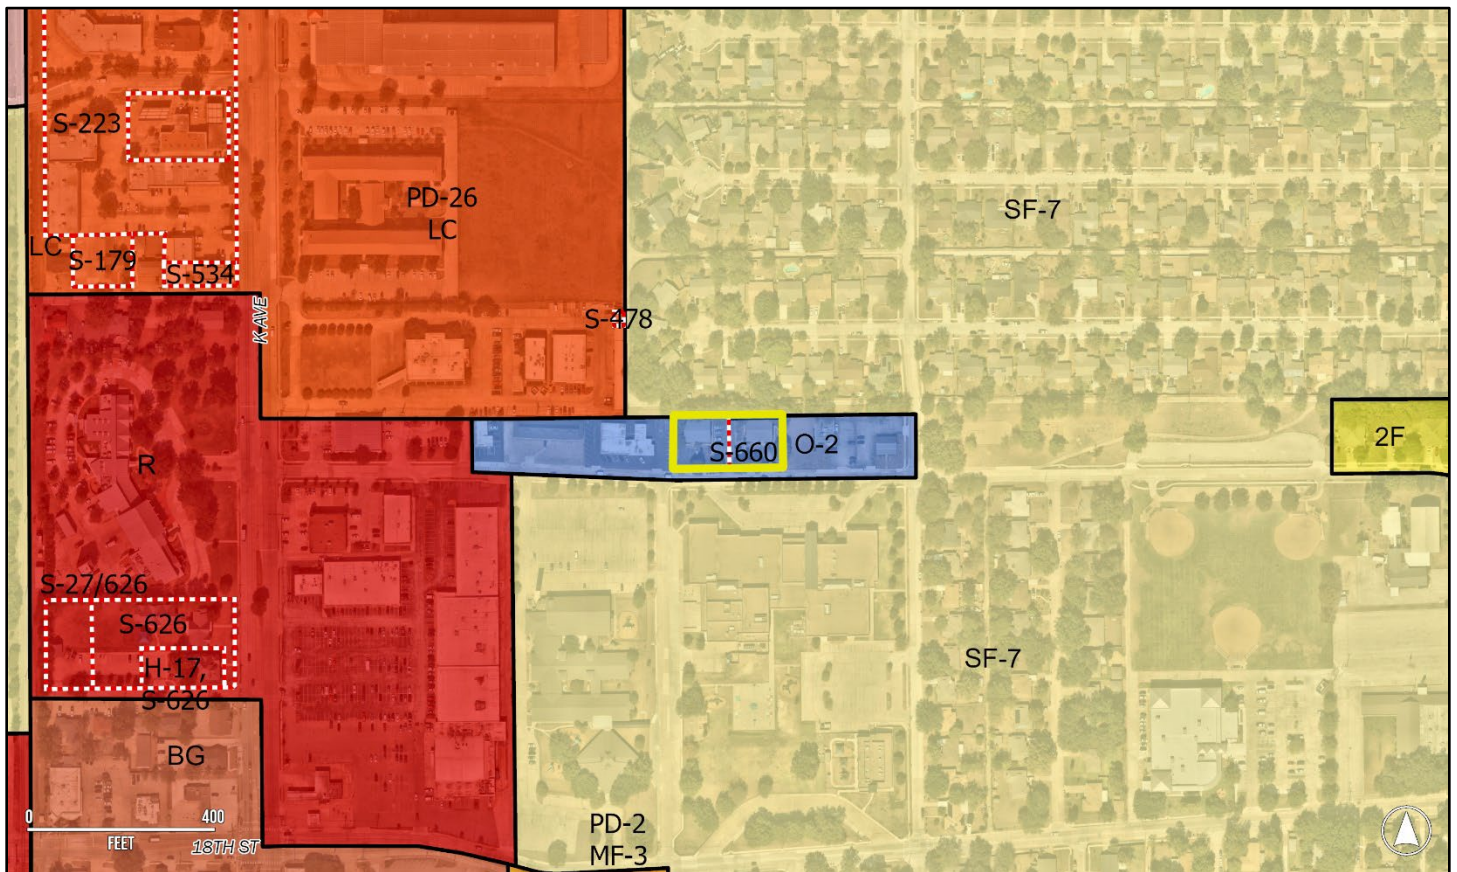 S-223
PD-26
LC
SF-7
LC
S-179
S-534
K AVE
S-478
S-660
O-2
2F
R
S-27/626
S-626
H-17,
S-626
SF-7
BG
0
400
FEET
18TH ST
PD-2
MF-3